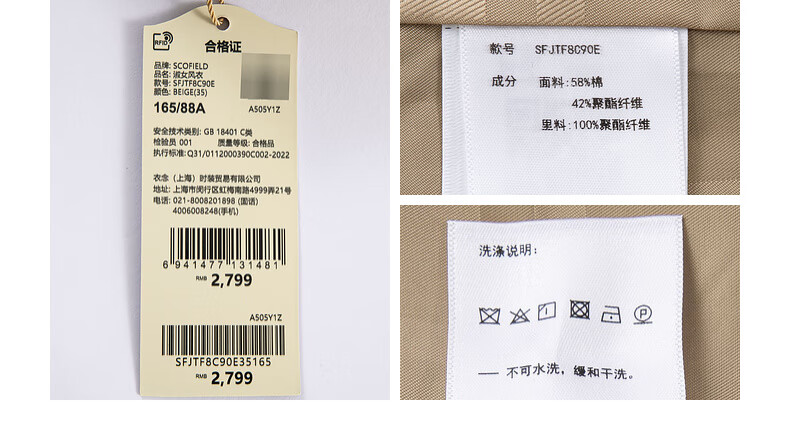 RFID
合格证
品牌: SCOFIELD
品名: 淑女风衣
款号: SFJTF8C90E
颜色: BEIGE(35)
165/88A
A505Y1Z
安全技术类别: GB 18401 C类
检验员 001 质量等级: 合格品
执行标准: Q31/0112000390C002-2022
衣念（上海）时装贸易有限公司
地址: 上海市闵行区虹梅南路4999弄21号
电话: 021-8008201898 (固话)
4006008248(手机)
6 941477 131481
RMB 2,799
A505Y1Z
SFJTF8C90E35165
RMB 2,799
款号 SFJTF8C90E
成分 面料:58%棉
42%聚酯纤维
里料:100%聚酯纤维
洗涤说明:
P
—— 不可水洗，缓和干洗。